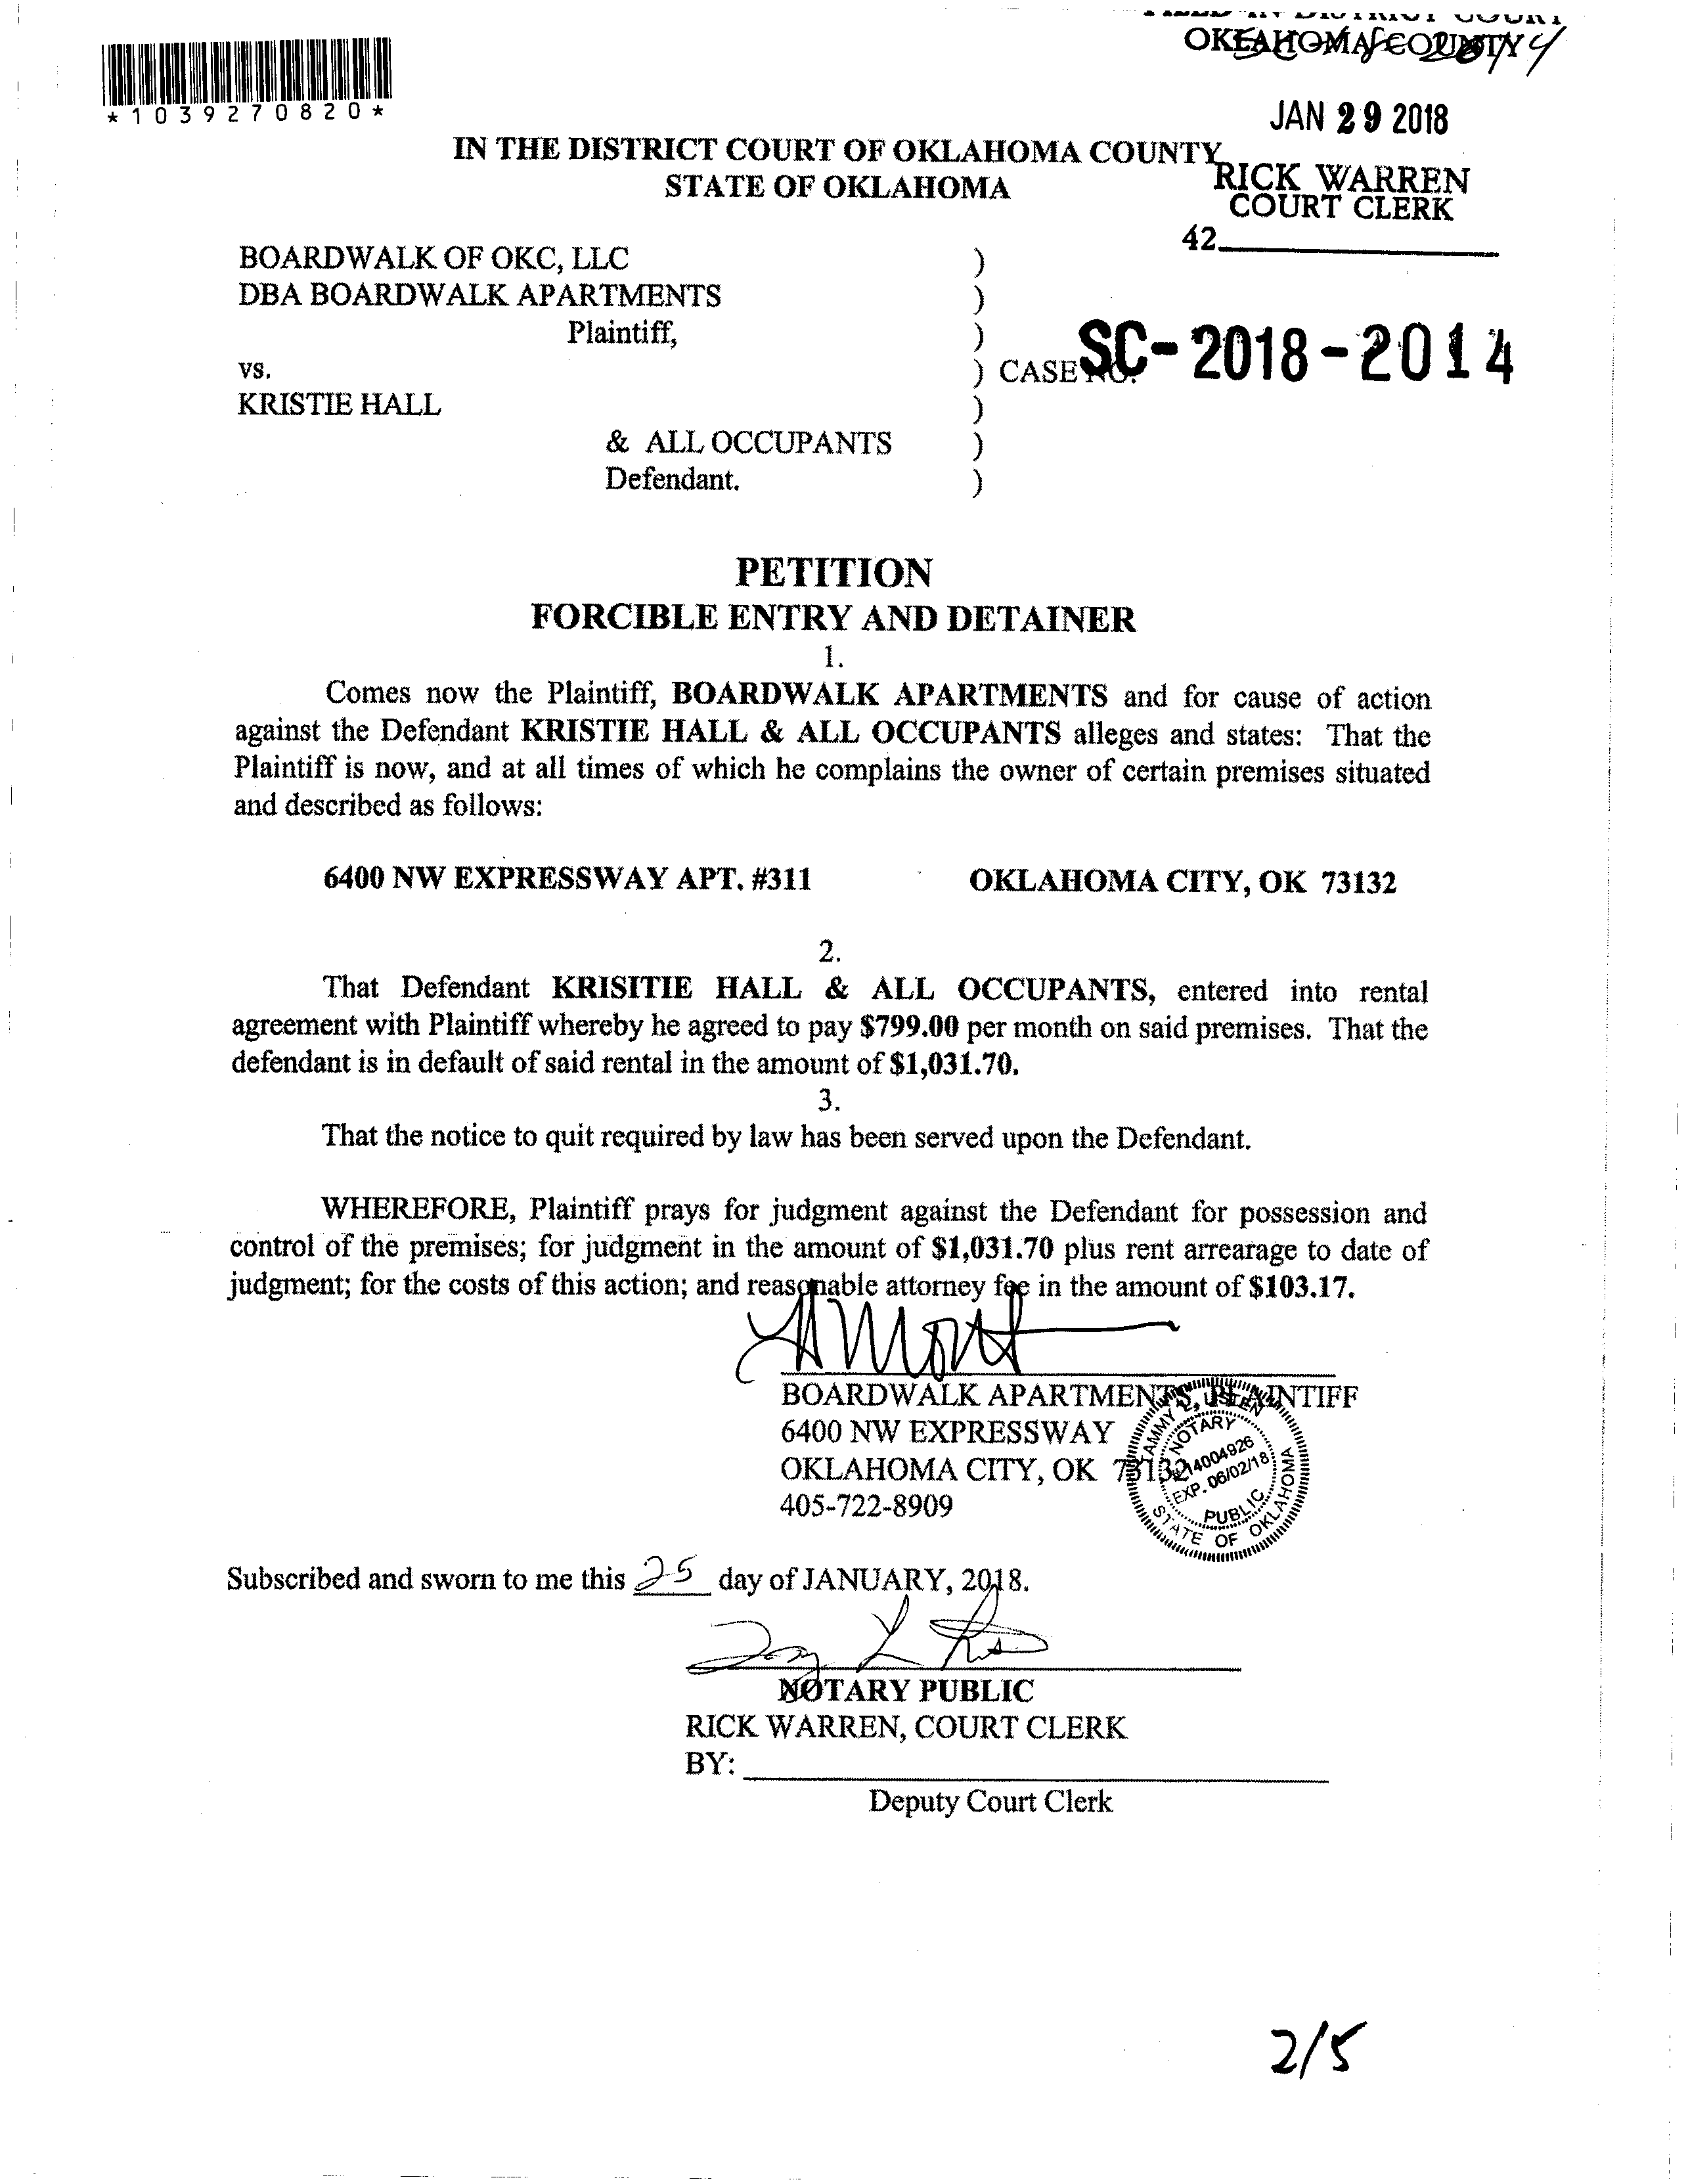 FILED IN DISTRICT COURT
OKLAHOMA COUNTY
*1039270820*
JAN 29 2018
IN THE DISTRICT COURT OF OKLAHOMA COUNTY
STATE OF OKLAHOMA
RICK WARREN
COURT CLERK
42
BOARDWALK OF OKC, LLC )
DBA BOARDWALK APARTMENTS )
Plaintiff, )
vs. ) CASE NO. SC-2018-2014
KRISTIE HALL )
& ALL OCCUPANTS )
Defendant. )
PETITION
FORCIBLE ENTRY AND DETAINER
1.
Comes now the Plaintiff, BOARDWALK APARTMENTS and for cause of action
against the Defendant KRISTIE HALL & ALL OCCUPANTS alleges and states: That the
Plaintiff is now, and at all times of which he complains the owner of certain premises situated
and described as follows:
6400 NW EXPRESSWAY APT. #311 OKLAHOMA CITY, OK 73132
2.
That Defendant KRISITIE HALL & ALL OCCUPANTS, entered into rental
agreement with Plaintiff whereby he agreed to pay $799.00 per month on said premises. That the
defendant is in default of said rental in the amount of $1,031.70.
3.
That the notice to quit required by law has been served upon the Defendant.
WHEREFORE, Plaintiff prays for judgment against the Defendant for possession and
control of the premises; for judgment in the amount of $1,031.70 plus rent arrearage to date of
judgment; for the costs of this action; and reasonable attorney fee in the amount of $103.17.
BOARDWALK APARTMENTS, PLAINTIFF
6400 NW EXPRESSWAY
OKLAHOMA CITY, OK 73132
405-722-8909
NOTARY
14004926
EXP. 06/02/18
PUBLIC
STATE OF OKLAHOMA
Subscribed and sworn to me this 25 day of JANUARY, 2018.
NOTARY PUBLIC
RICK WARREN, COURT CLERK
BY:
Deputy Court Clerk
2/5